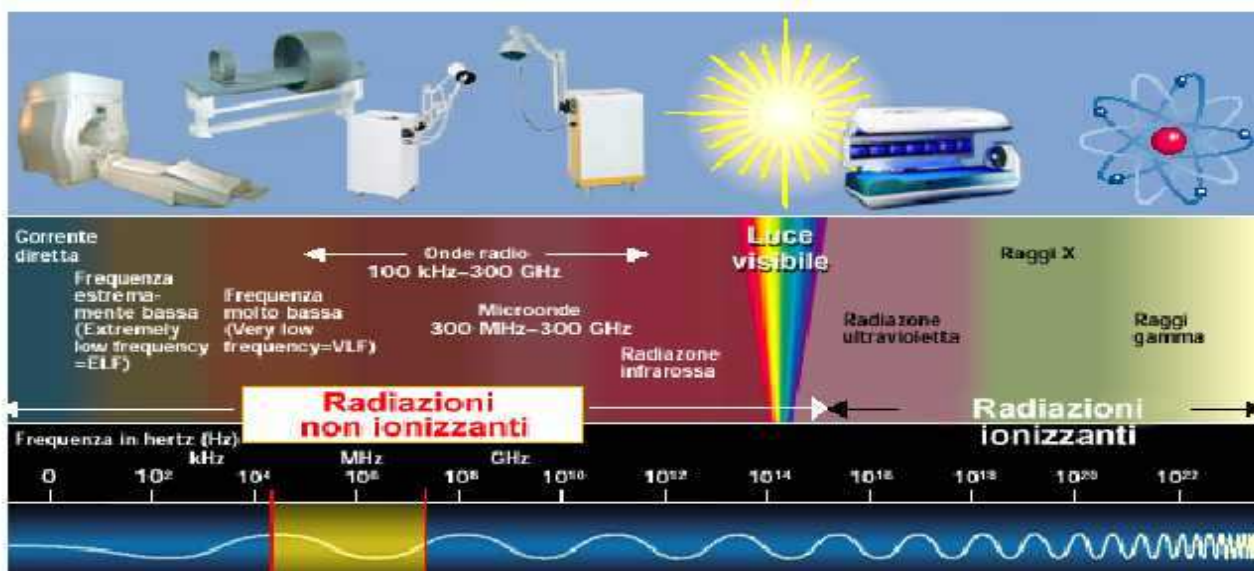 Corrente
diretta
Frequenza
estrema-
mente bassa
(Extremely
low frequency
=ELF)
Frequenza
molto bassa
(Very low
frequency=VLF)
Onde radio
100 kHz–300 GHz
Microonde
300 MHz–300 GHz
Radiazone
infrarossa
Luce
visibile
Radiazone
ultravioletta
Raggi X
Raggi
gamma
Radiazioni
non ionizzanti
Radiazioni
ionizzanti
Frequenza in hertz (Hz)
kHz MHz GHz
0 10² 10⁴ 10⁶ 10⁸ 10¹⁰ 10¹² 10¹⁴ 10¹⁶ 10¹⁸ 10²⁰ 10²²